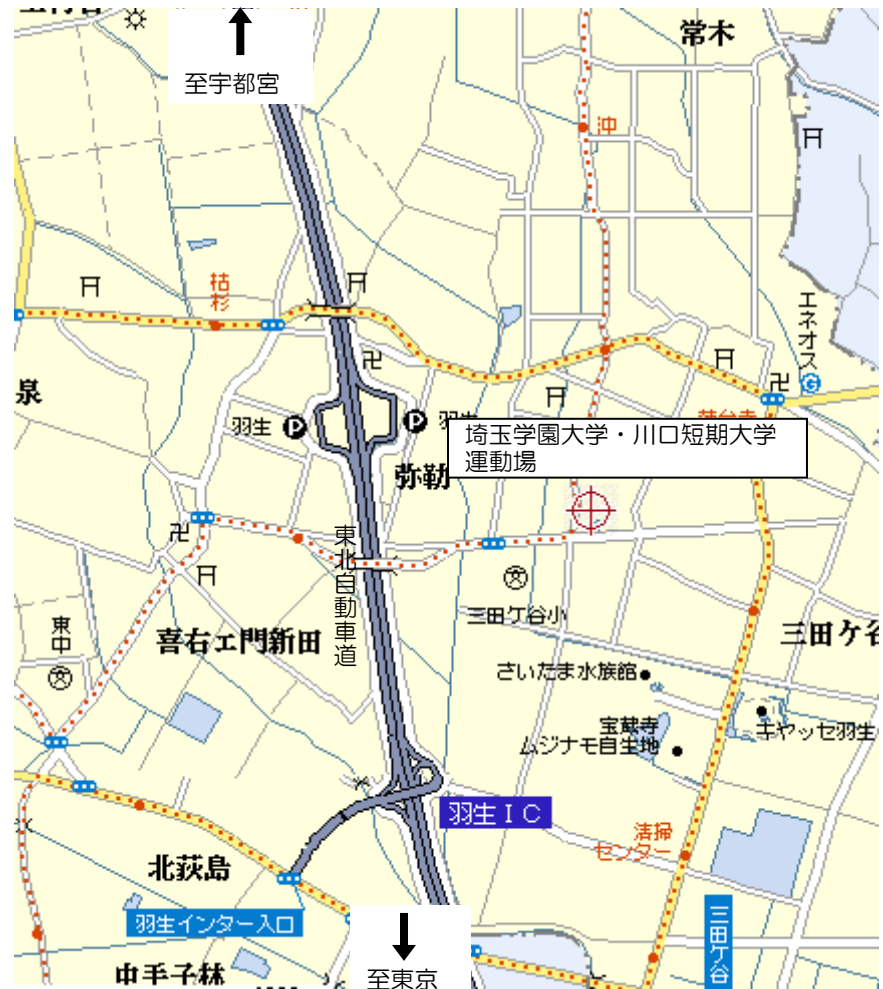 常木
至宇都宮
沖
枯
杉
エネオス
泉
羽生
埼玉学園大学・川口短期大学
運動場
弥勒
東北自動車道
三田ケ谷小
東
中
喜右エ門新田
三田ケ谷
さいたま水族館
宝蔵寺
ムジナモ自生地
キヤッセ羽生
羽生ＩＣ
清掃
センター
北荻島
羽生インター入口
三田ケ谷
中手子林
至東京